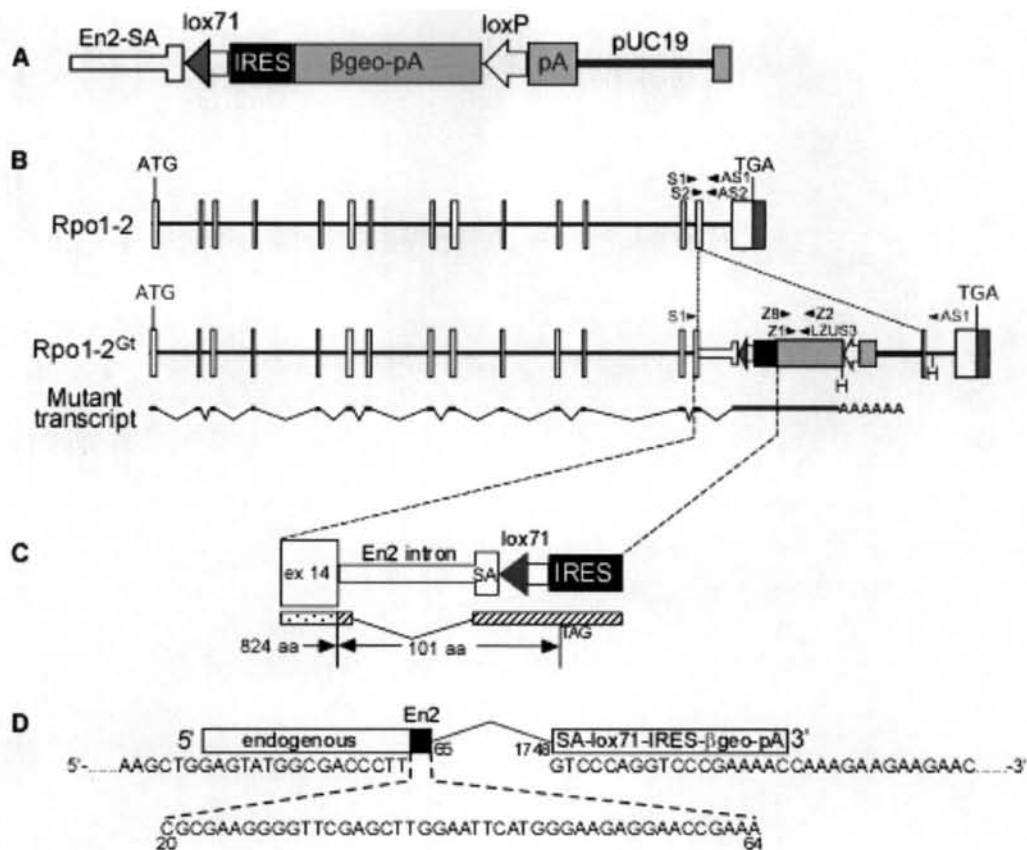 A
En2-SA
lox71
IRES
βgeo-pA
loxP
pA
pUC19
B
ATG
S1
AS1
TGA
S2
AS2
Rpo1-2
ATG
S1
Z8
Z2
AS1
TGA
Z1
LZUS3
Rpo1-2Gt
H
H
Mutant
transcript
AAAAAA
C
ex 14
En2 intron
SA
lox71
IRES
TAG
824 aa
101 aa
D
5'
endogenous
En2
65
1748
SA-lox71-IRES-βgeo-pA
3'
5'-......AAGCTGGAGTATGGCGACCCTT
GTCCCAGGTCCCGAAAACCAAAGAAGAAGAAC......-3'
CGCGAAGGGGTTCGAGCTTGGAATTCATGGGAAGAGGAACCGAAA
20
64